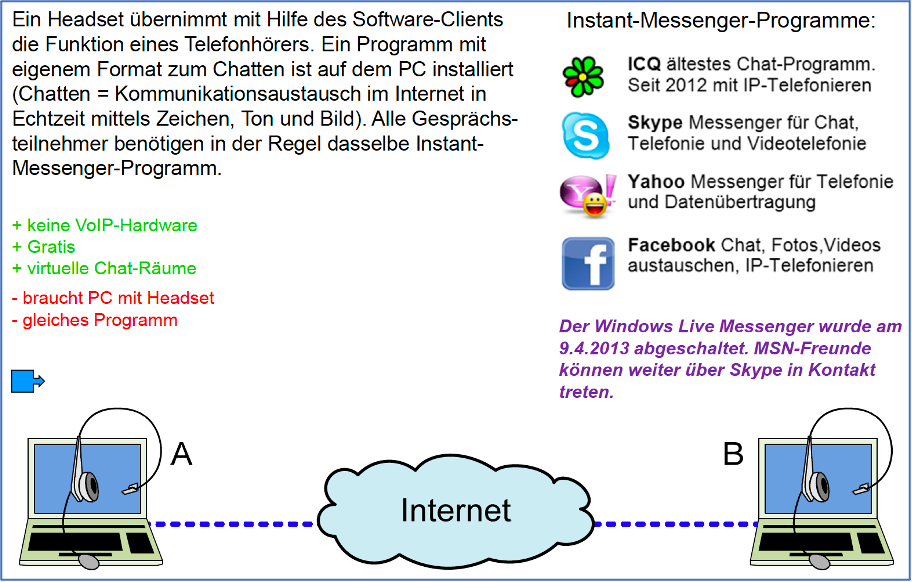 Ein Headset übernimmt mit Hilfe des Software-Clients
die Funktion eines Telefonhörers. Ein Programm mit
eigenem Format zum Chatten ist auf dem PC installiert
(Chatten = Kommunikationsaustausch im Internet in
Echtzeit mittels Zeichen, Ton und Bild). Alle Gesprächs-
teilnehmer benötigen in der Regel dasselbe Instant-
Messenger-Programm.
+ keine VoIP-Hardware
+ Gratis
+ virtuelle Chat-Räume
- braucht PC mit Headset
- gleiches Programm
Instant-Messenger-Programme:
ICQ ältestes Chat-Programm.
Seit 2012 mit IP-Telefonieren
S
Skype Messenger für Chat,
Telefonie und Videotelefonie
Y!
Yahoo Messenger für Telefonie
und Datenübertragung
f
Facebook Chat, Fotos,Videos
austauschen, IP-Telefonieren
Der Windows Live Messenger wurde am
9.4.2013 abgeschaltet. MSN-Freunde
können weiter über Skype in Kontakt
treten.
A
B
Internet